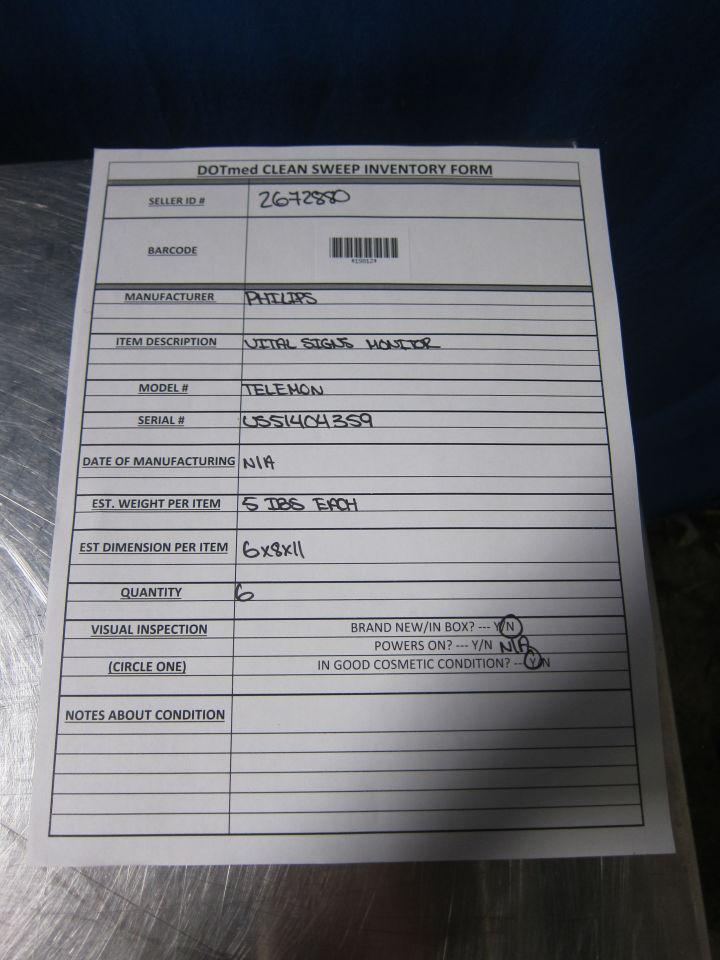 DOTmed CLEAN SWEEP INVENTORY FORM
SELLER ID # 2672880
BARCODE
*19812*
MANUFACTURER PHILIPS
ITEM DESCRIPTION VITAL SIGNS MONITOR
MODEL # TELEMON
SERIAL # US51404359
DATE OF MANUFACTURING N/A
EST. WEIGHT PER ITEM 5 IBS EACH
EST DIMENSION PER ITEM 6x8x11
QUANTITY 6
VISUAL INSPECTION BRAND NEW/IN BOX? --- Y/N
POWERS ON? --- Y/N N/A
(CIRCLE ONE) IN GOOD COSMETIC CONDITION? -- Y/N
NOTES ABOUT CONDITION